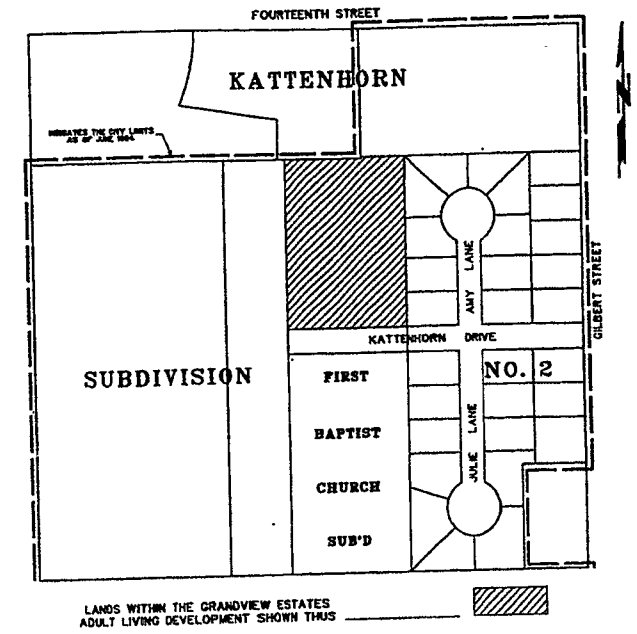 FOURTEENTH STREET
KATTENHORN
INDICATES THE CITY LIMITS
AS OF JUNE
AMY LANE
GILBERT STREET
KATTENHORN DRIVE
SUBDIVISION
FIRST
NO. 2
BAPTIST
JULIE LANE
CHURCH
SUB'D
LANDS WITHIN THE GRANDVIEW ESTATES
ADULT LIVING DEVELOPMENT SHOWN THUS
N